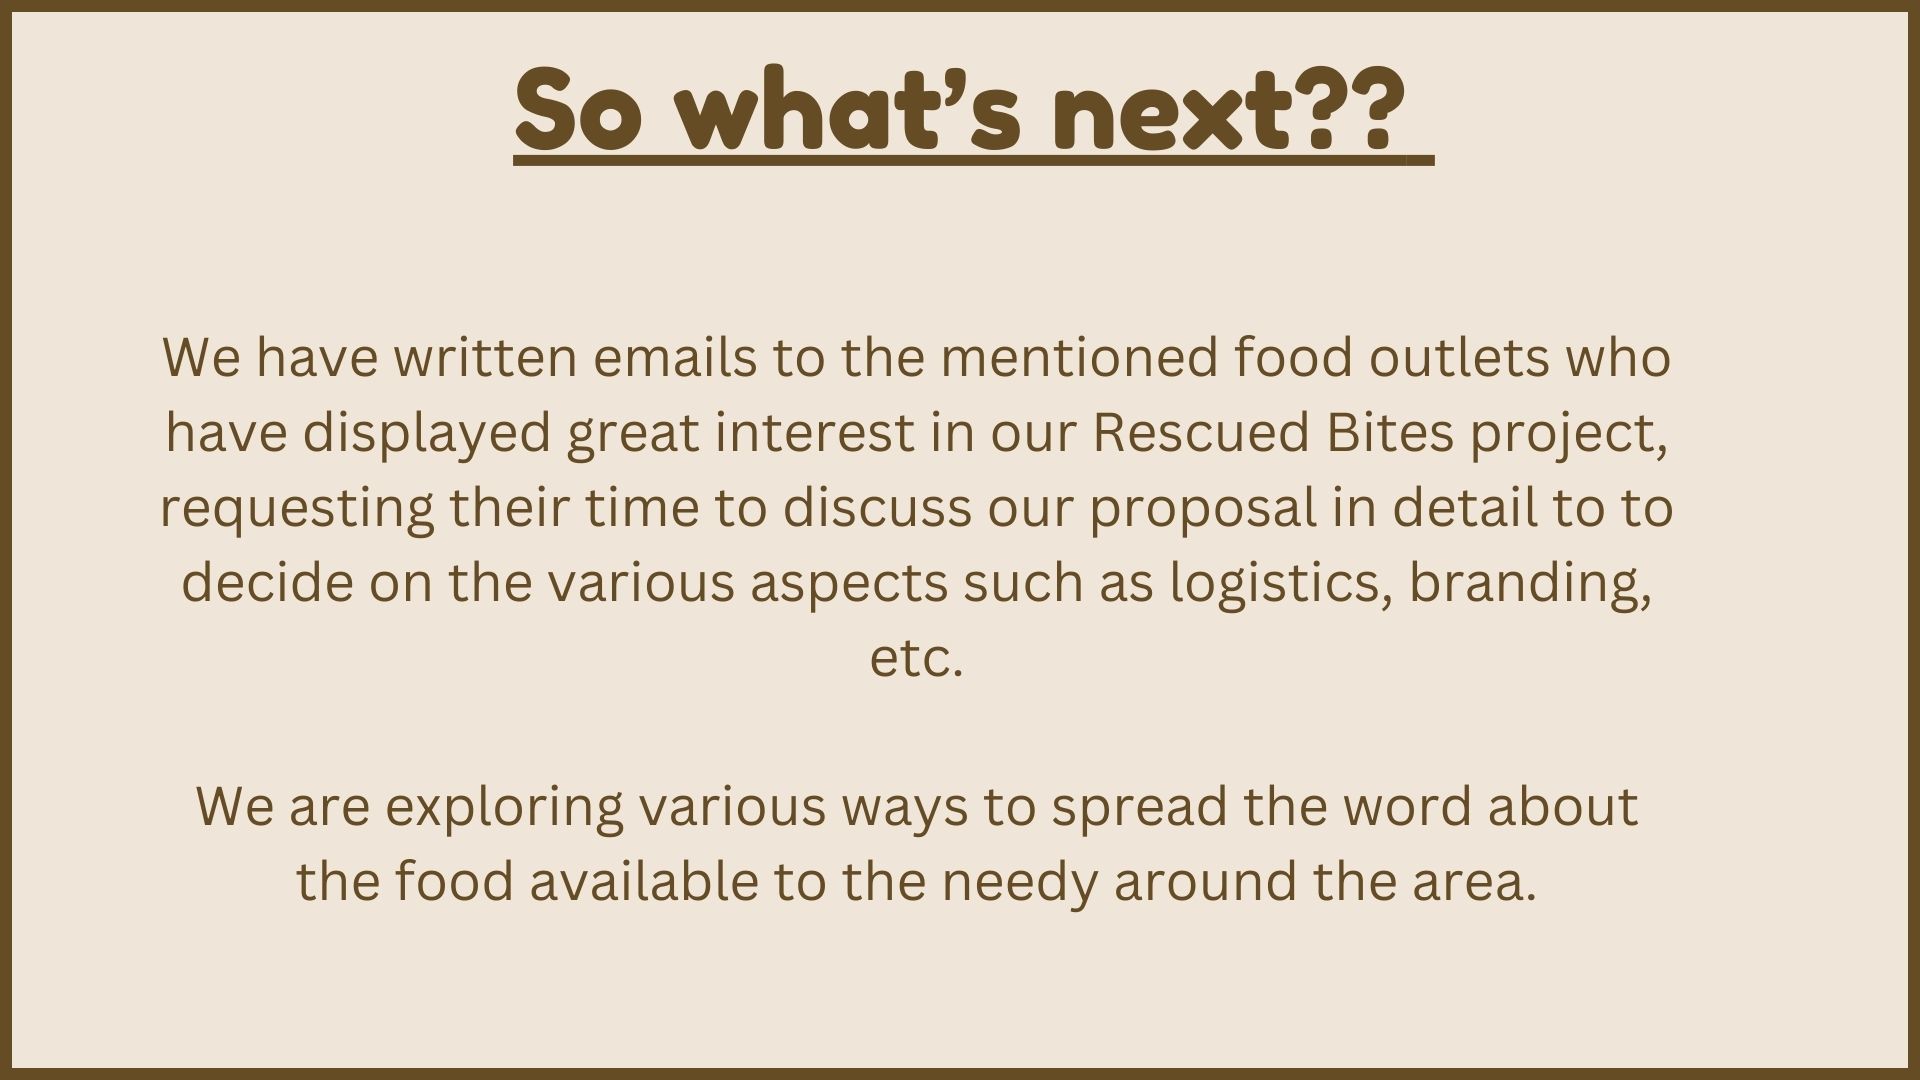 So what’s next??
We have written emails to the mentioned food outlets who
have displayed great interest in our Rescued Bites project,
requesting their time to discuss our proposal in detail to to
decide on the various aspects such as logistics, branding,
etc.
We are exploring various ways to spread the word about
the food available to the needy around the area.